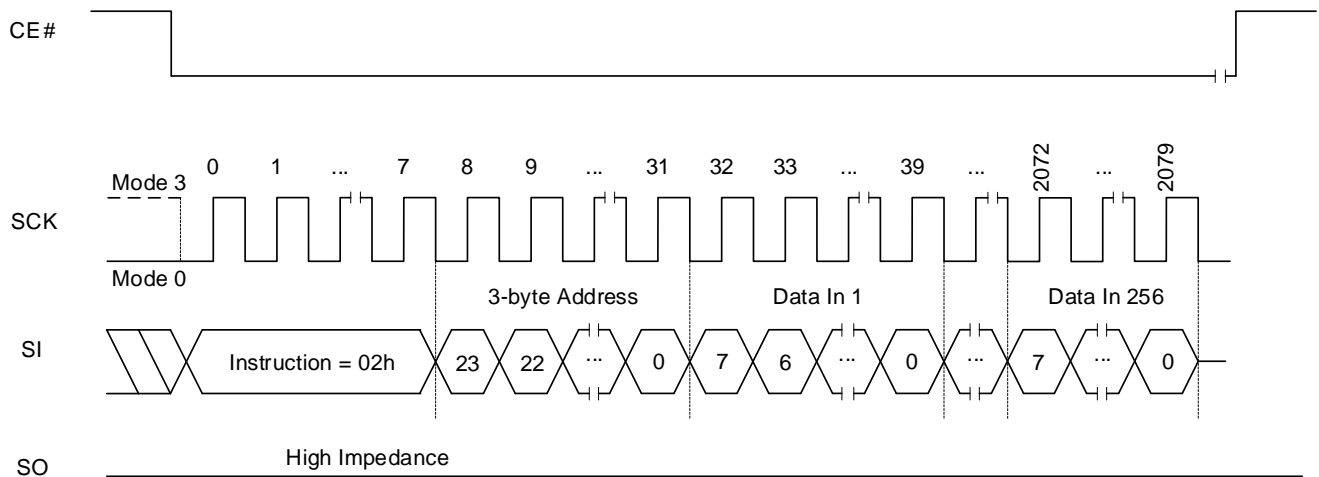 CE#
0 1 ... 7 8 9 ... 31 32 33 ... 39 ... 2072 ... 2079
Mode 3
SCK
Mode 0
3-byte Address Data In 1 Data In 256
SI Instruction = 02h 23 22 ... 0 7 6 ... 0 ... 7 ... 0
High Impedance
SO